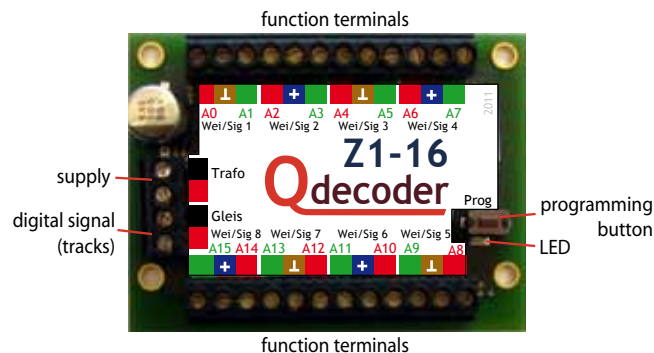 function terminals
⊥ + ⊥ +
A0 A1 A2 A3 A4 A5 A6 A7
Wei/Sig 1 Wei/Sig 2 Wei/Sig 3 Wei/Sig 4
2011
Z1-16
Qdecoder
supply
Trafo
digital signal
(tracks)
Gleis
Prog
programming
button
LED
Wei/Sig 8 Wei/Sig 7 Wei/Sig 6 Wei/Sig 5
A15 A14 A13 A12 A11 A10 A9 A8
+ ⊥ + ⊥
function terminals